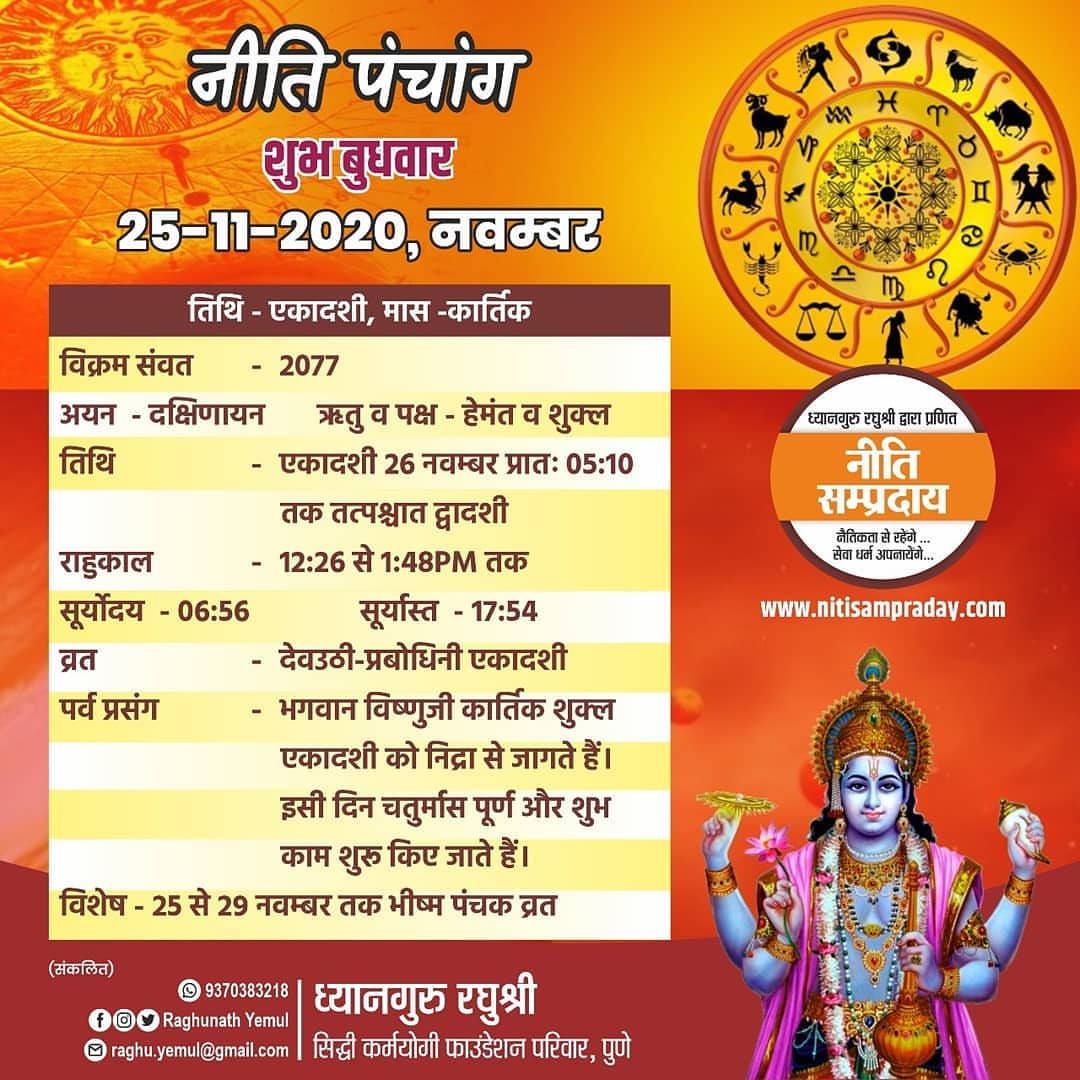 नीति पंचांग
शुभ बुधवार
25-11-2020, नवम्बर
तिथि - एकादशी, मास -कार्तिक
विक्रम संवत - 2077
अयन - दक्षिणायन ऋतु व पक्ष - हेमंत व शुक्ल
तिथि - एकादशी 26 नवम्बर प्रातः 05:10
तक तत्पश्चात द्वादशी
राहुकाल - 12:26 से 1:48PM तक
सूर्योदय - 06:56 सूर्यास्त - 17:54
व्रत - देवउठी-प्रबोधिनी एकादशी
पर्व प्रसंग - भगवान विष्णुजी कार्तिक शुक्ल
एकादशी को निद्रा से जागते हैं।
इसी दिन चतुर्मास पूर्ण और शुभ
काम शुरू किए जाते हैं।
विशेष - 25 से 29 नवम्बर तक भीष्म पंचक व्रत
ध्यानगुरु रघुश्री द्वारा प्रणित
नीति
सम्प्रदाय
नैतिकता से रहेंगे ...
सेवा धर्म अपनायेंगे...
www.nitisampraday.com
(संकलित)
9370383218
Raghunath Yemul
raghu.yemul@gmail.com
ध्यानगुरु रघुश्री
सिद्धी कर्मयोगी फाउंडेशन परिवार, पुणे